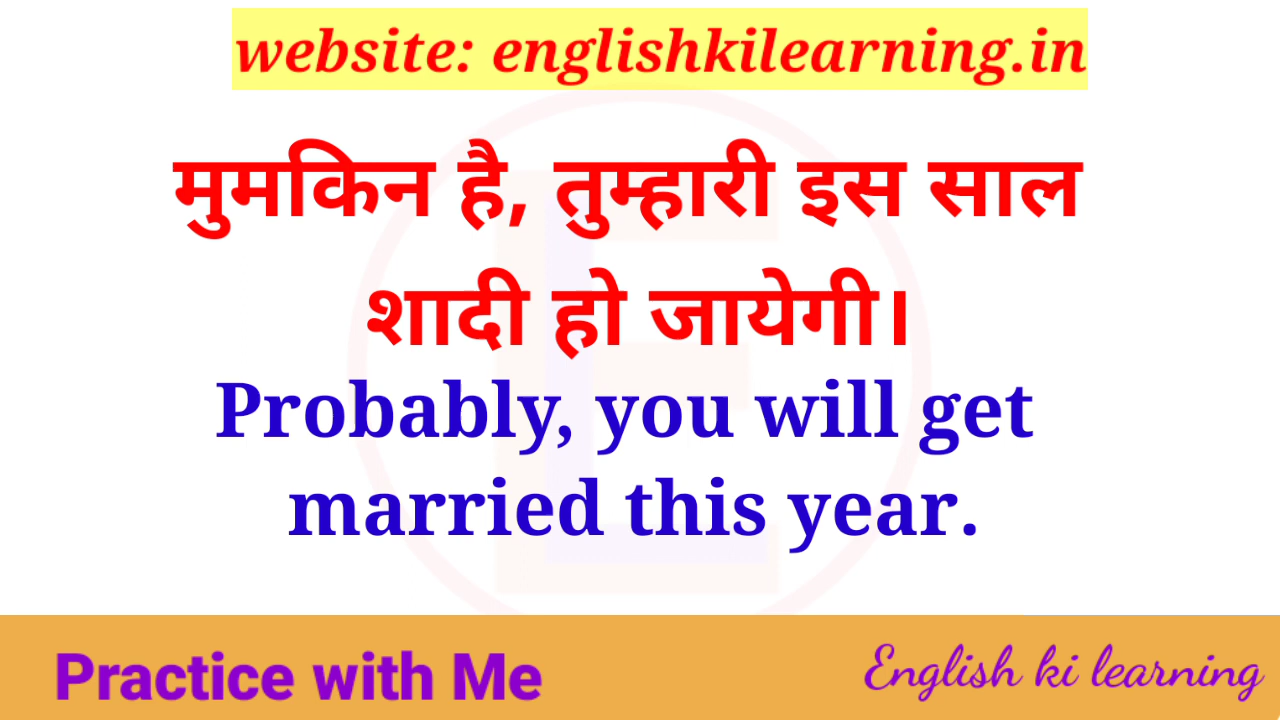 website: englishkilearning.in
मुमकिन है, तुम्हारी इस साल
शादी हो जायेगी।
Probably, you will get
married this year.
Practice with Me
English ki learning